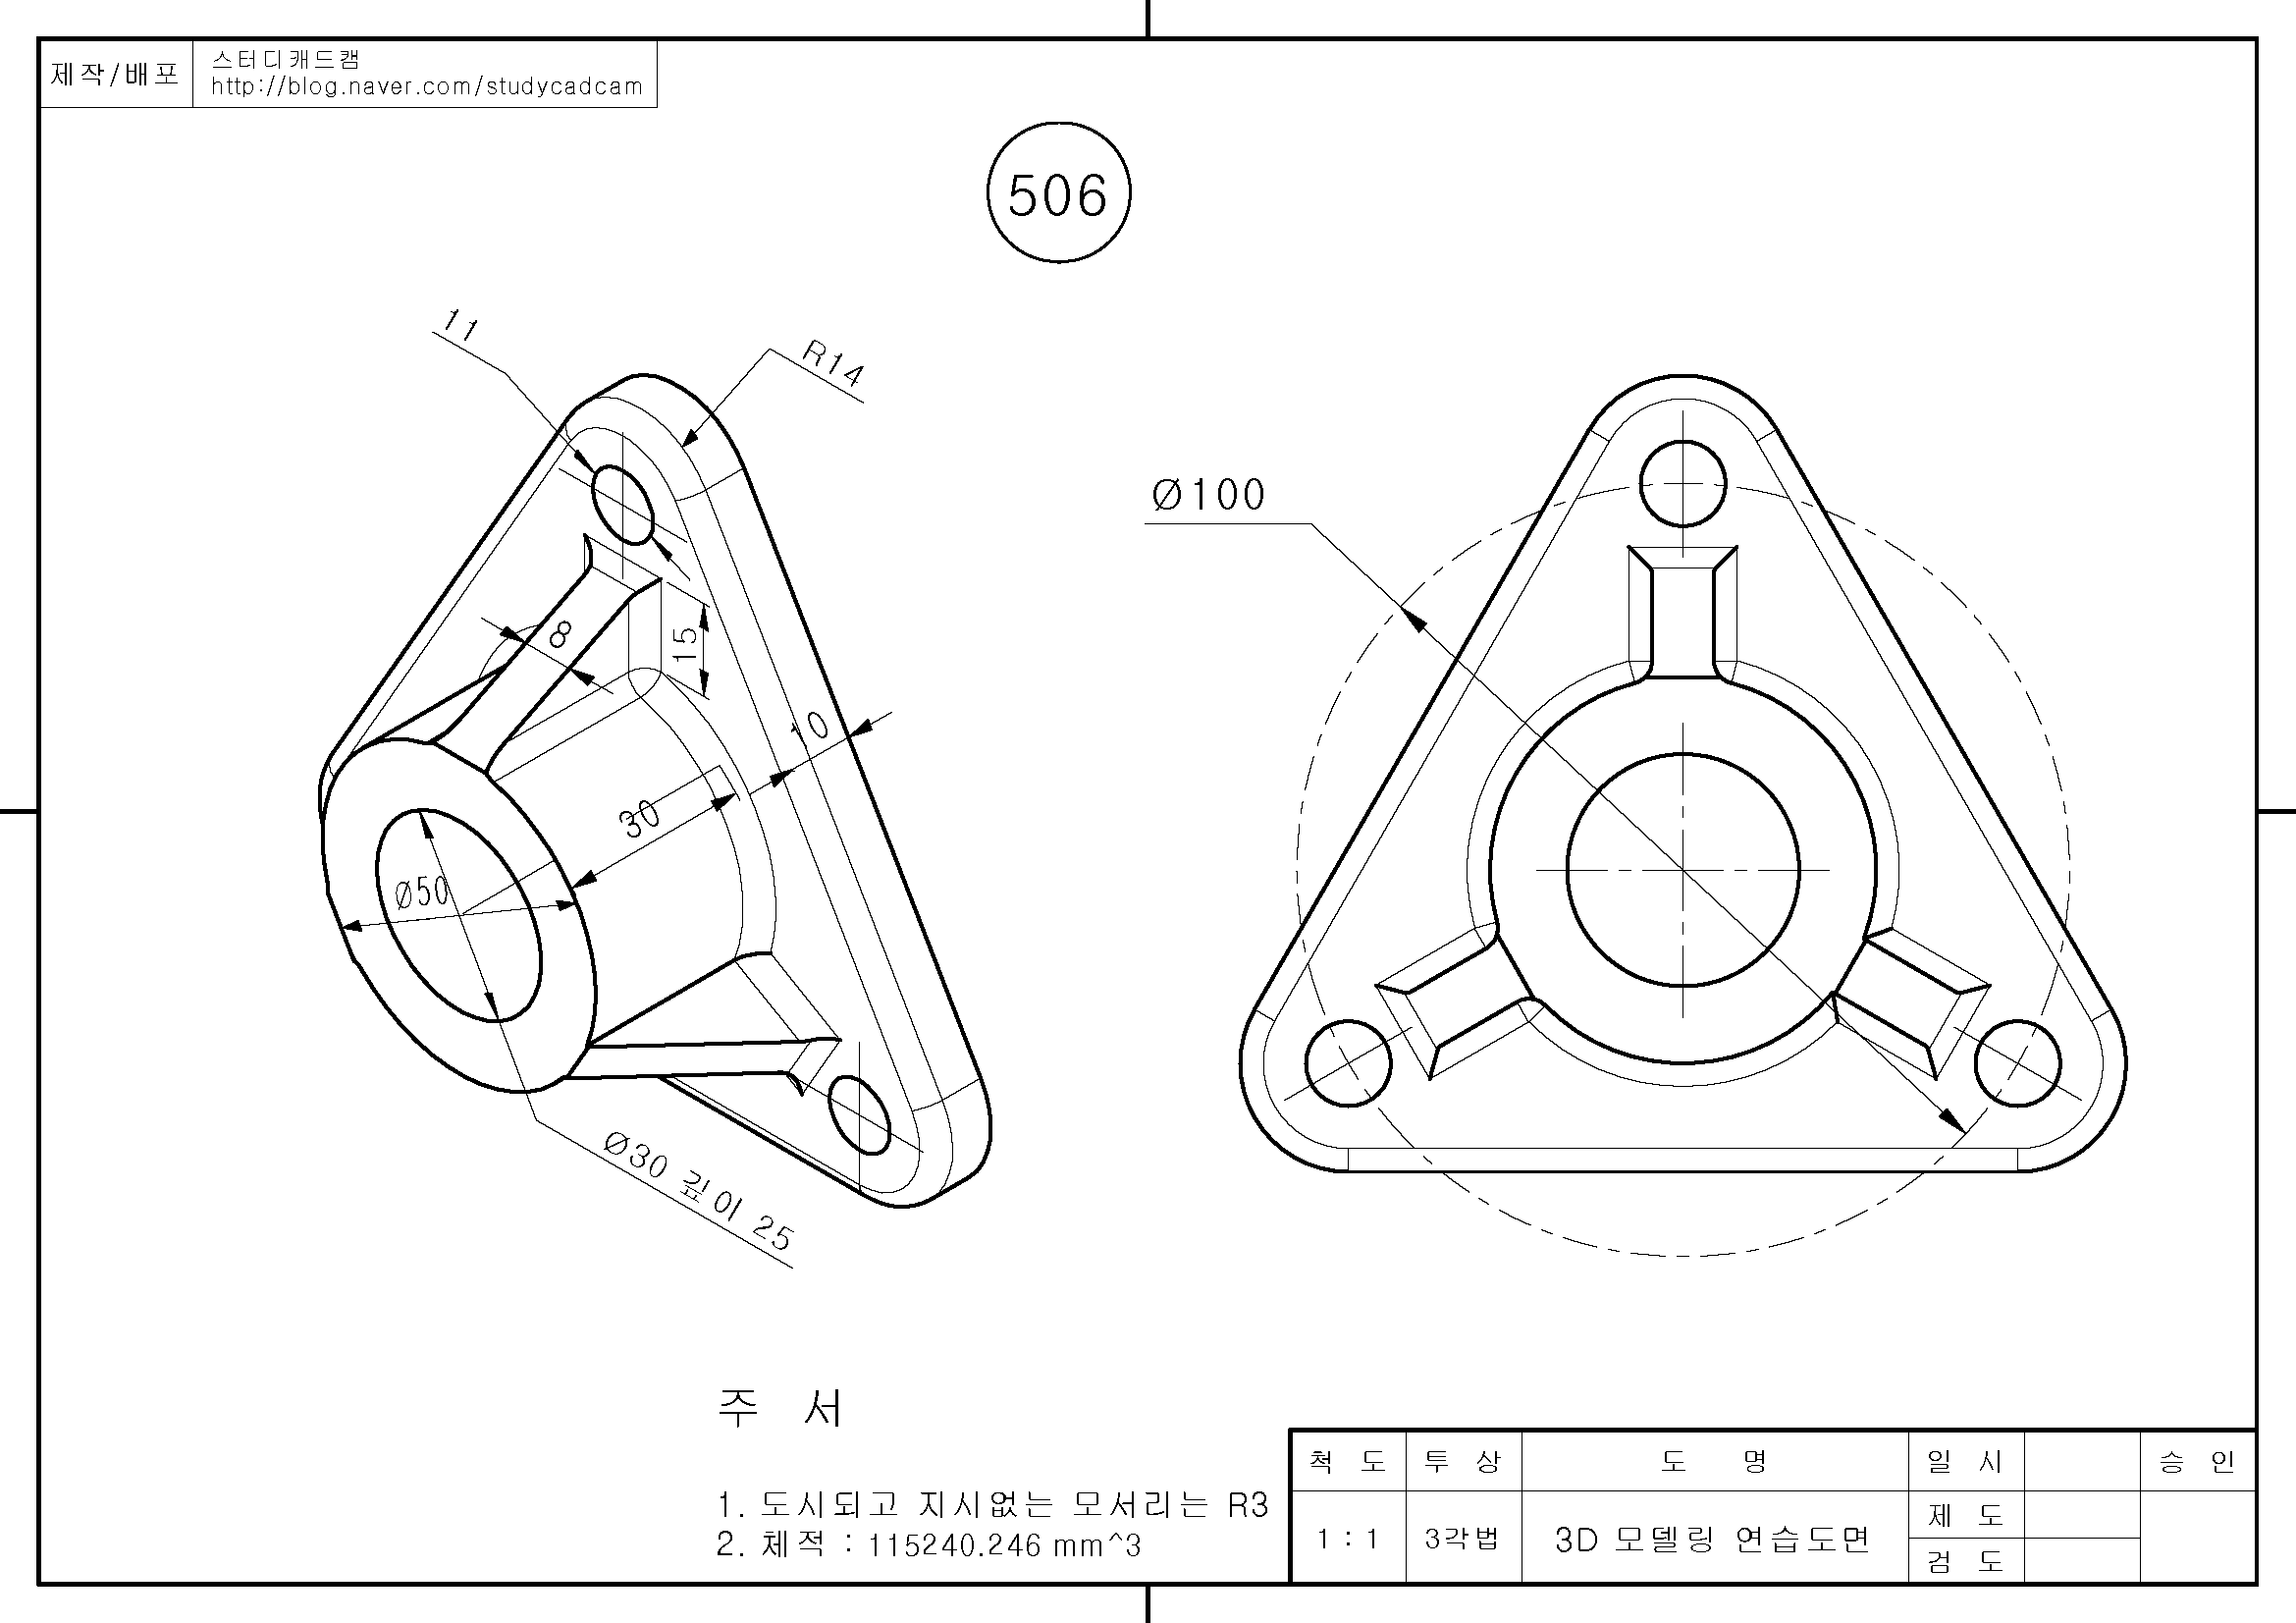 제작/배포
스터디캐드캠
http://blog.naver.com/studycadcam
506
11
R14
Ø100
8
15
10
30
Ø50
Ø30 깊이 25
주 서
1. 도시되고 지시없는 모서리는 R3
2. 체적 : 115240.246 mm^3
척 도 투 상 도 명 일 시 승 인
1 : 1 3각법 3D 모델링 연습도면 제 도
검 도